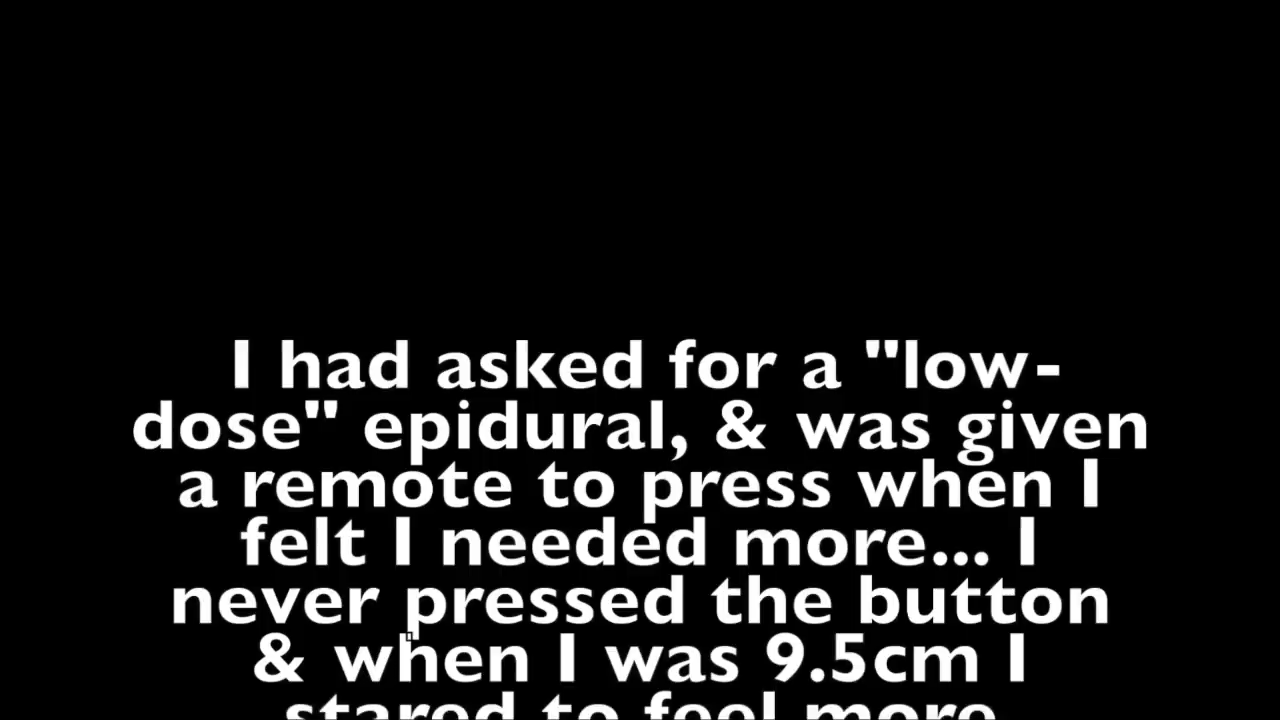 I had asked for a "low-
dose" epidural, & was given
a remote to press when I
felt I needed more... I
never pressed the button
& when I was 9.5cm I
stared to feel more